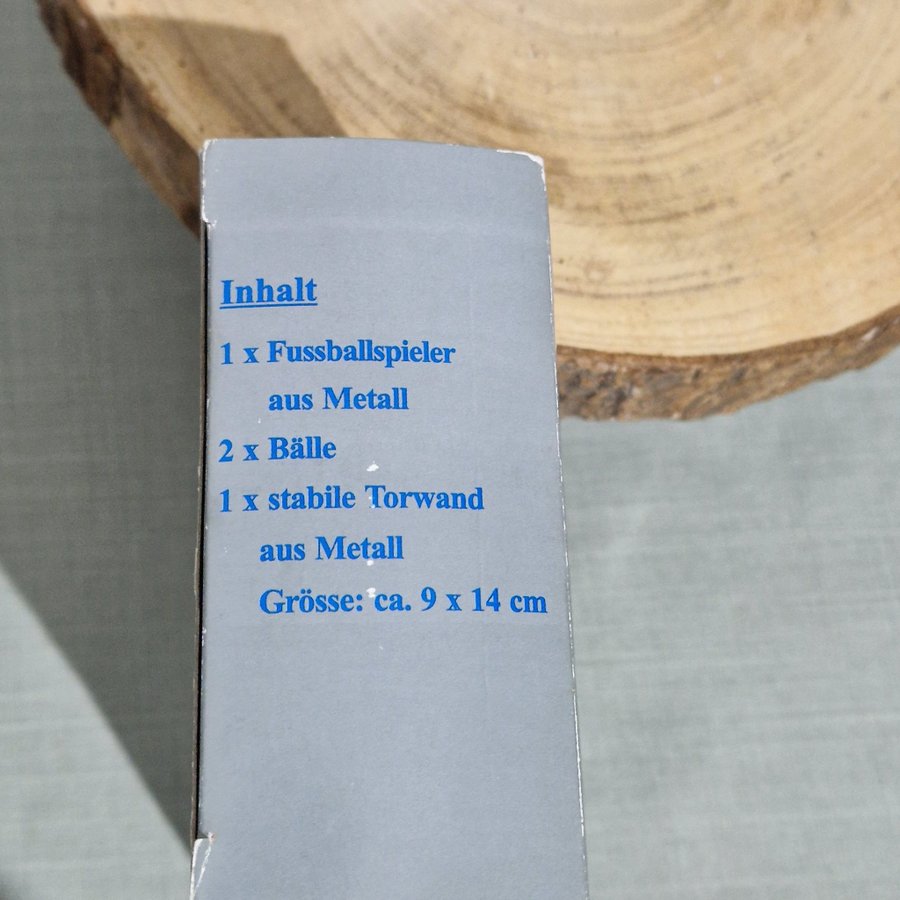 Inhalt
1 x Fussballspieler
aus Metall
2 x Bälle
1 x stabile Torwand
aus Metall
Grösse: ca. 9 x 14 cm